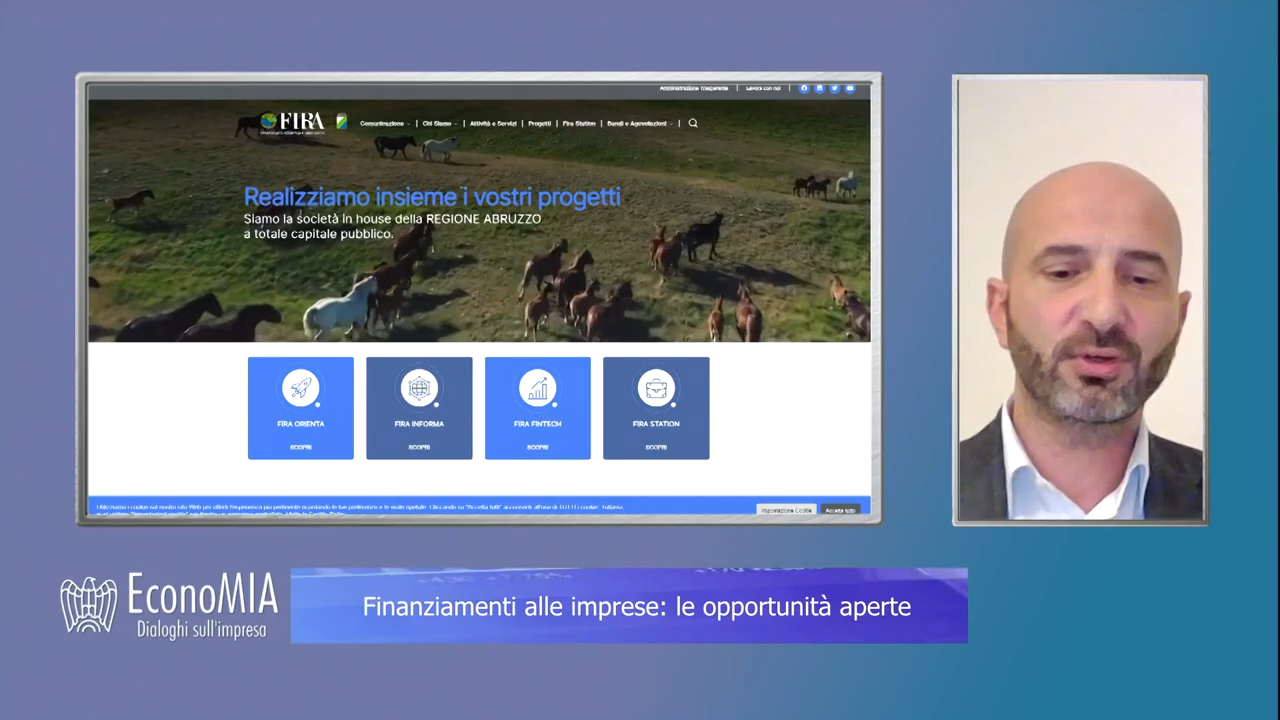 Amministrazione Trasparente | Lavora con noi |
FIRA
Comunicazione | Chi Siamo | Attività e Servizi | Progetti | Fira Station | Bandi e Agevolazioni |
Realizziamo insieme i vostri progetti
Siamo la società in house della REGIONE ABRUZZO
a totale capitale pubblico.
FIRA ORIENTA
SCOPRI
FIRA INFORMA
SCOPRI
FIRA FINTECH
SCOPRI
FIRA STATION
SCOPRI
Impostazione Cookie
Accetta tutto
EconoMIA
Dialoghi sull'impresa
Finanziamenti alle imprese: le opportunità aperte